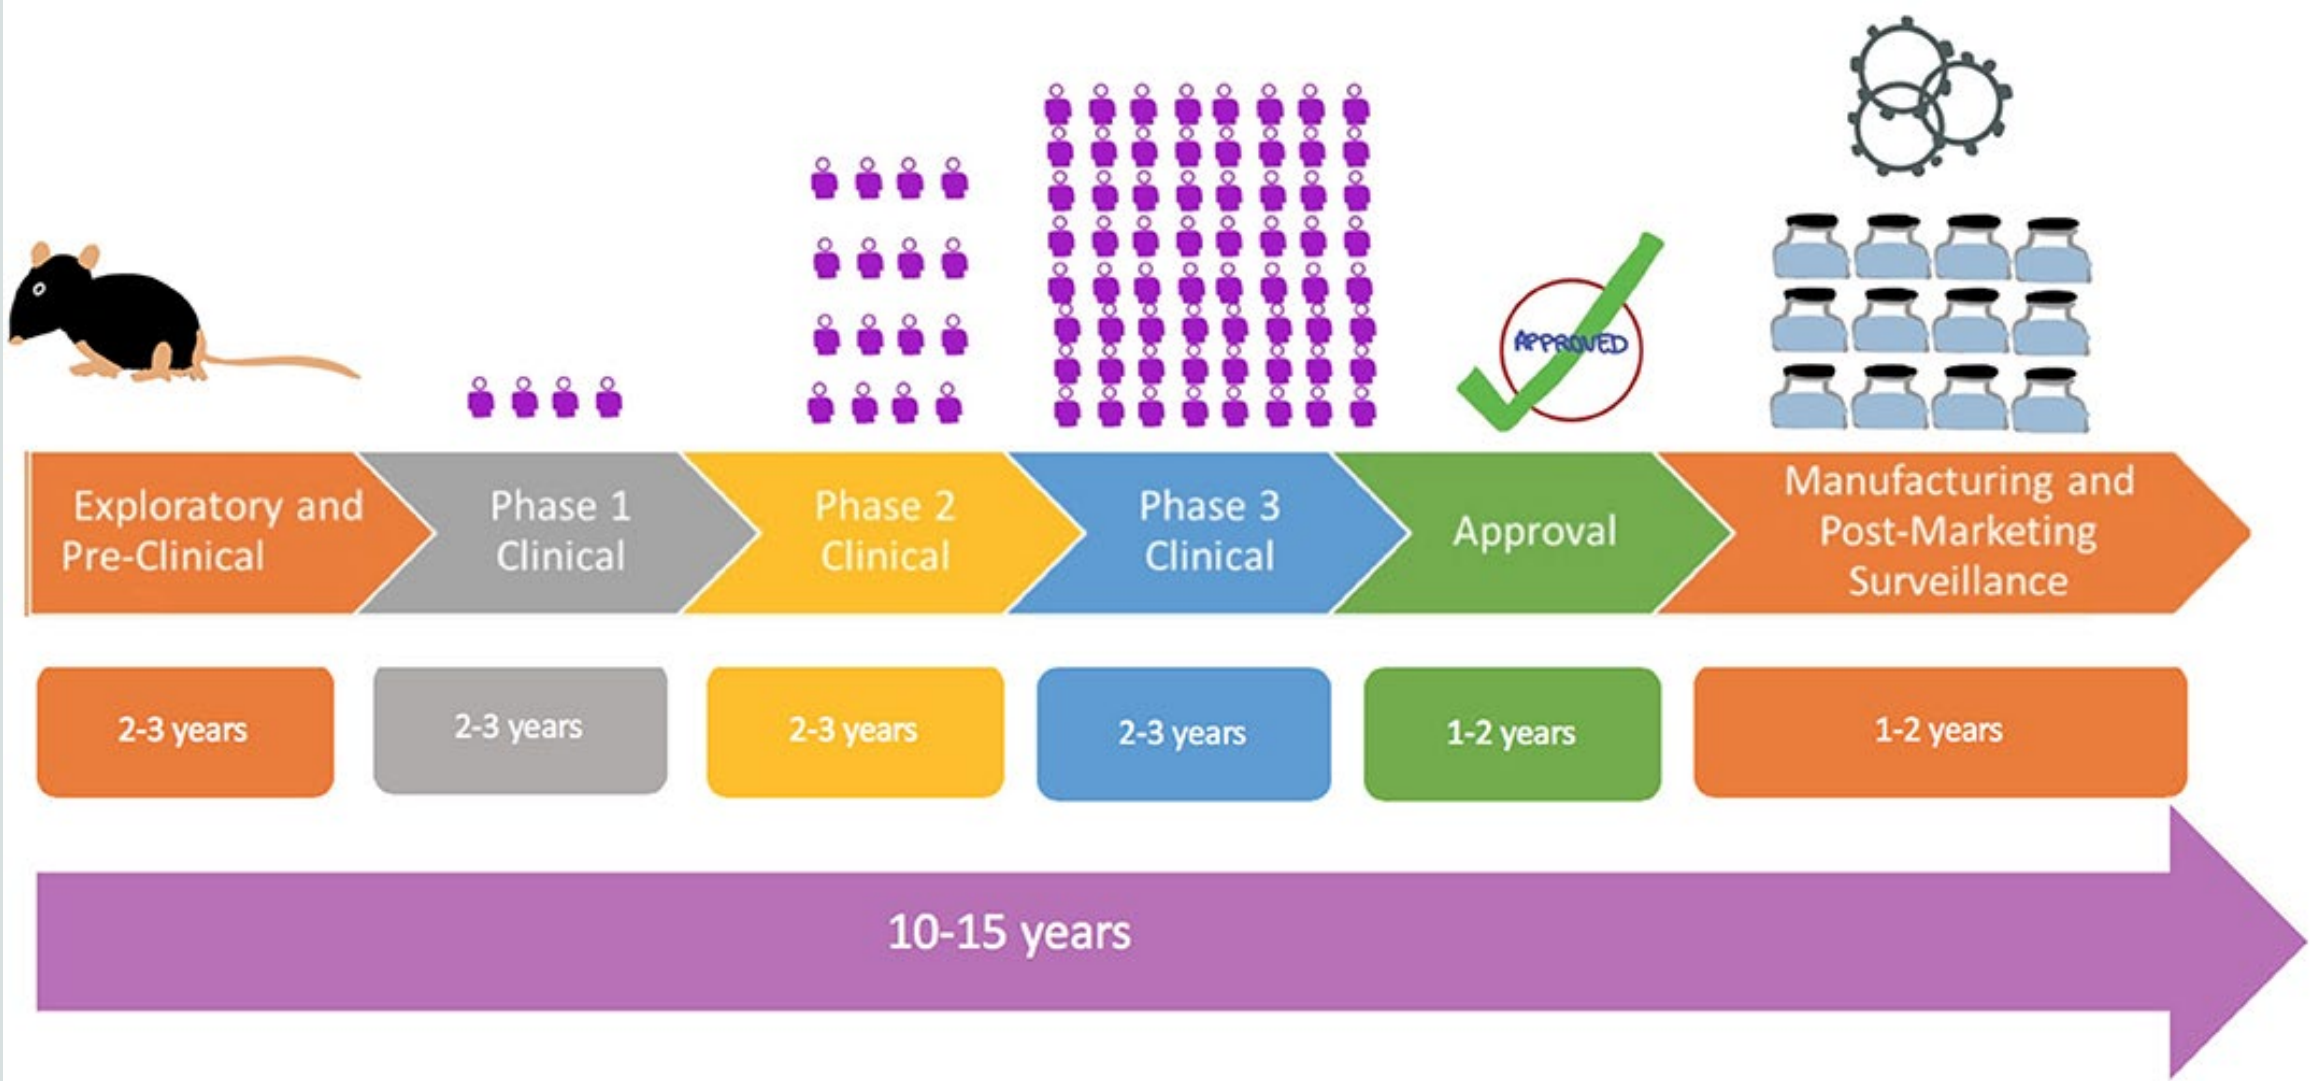 APPROVED
Exploratory and
Pre-Clinical
Phase 1
Clinical
Phase 2
Clinical
Phase 3
Clinical
Approval
Manufacturing and
Post-Marketing
Surveillance
2-3 years
2-3 years
2-3 years
2-3 years
1-2 years
1-2 years
10-15 years